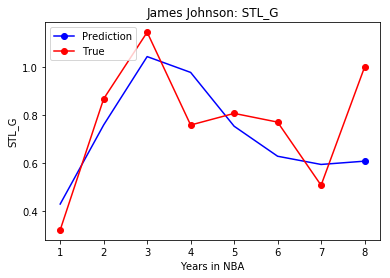 James Johnson: STL_G
Prediction
True
STL_G
1.0
0.8
0.6
0.4
1 2 3 4 5 6 7 8
Years in NBA